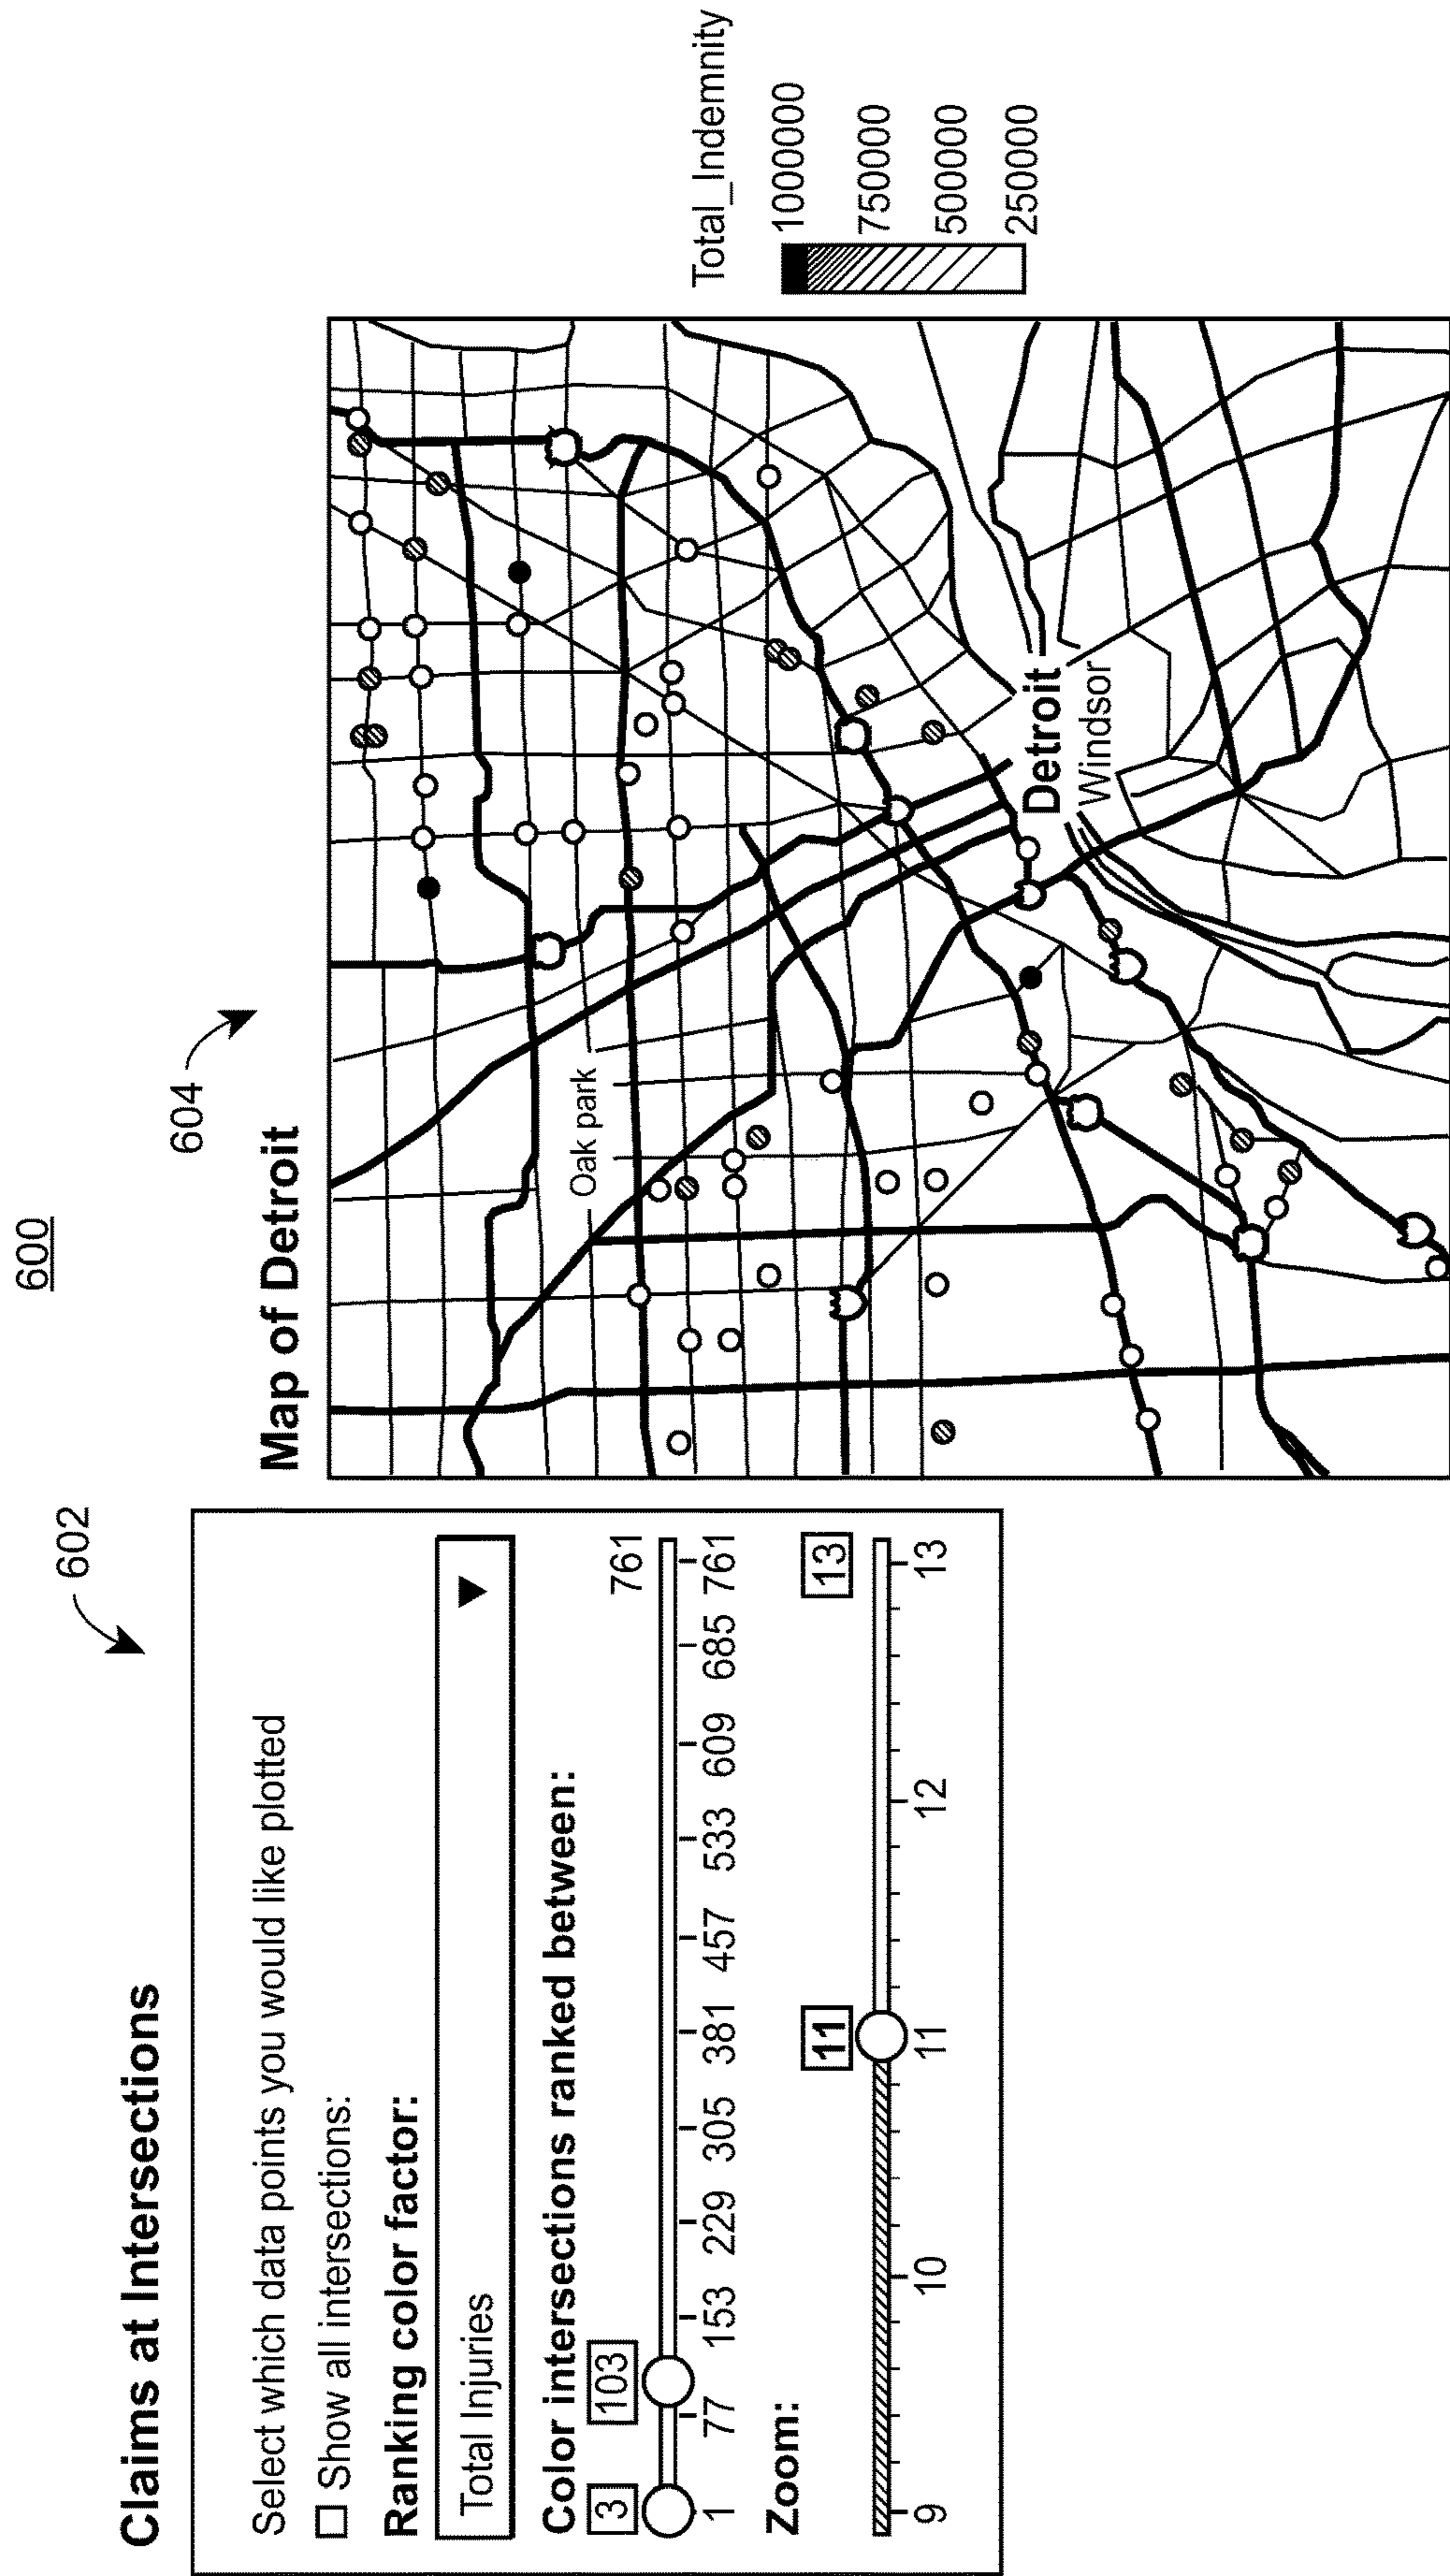 600
Claims at Intersections
602
Select which data points you would like plotted
Show all intersections:
Ranking color factor:
Total Injuries
Color intersections ranked between:
3 103 761
1 77 153 229 305 381 457 533 609 685 761
Zoom:
11 13
9 10 11 12 13
Map of Detroit
604
Oak park
Detroit
Windsor
Total_Indemnity
1000000
750000
500000
250000